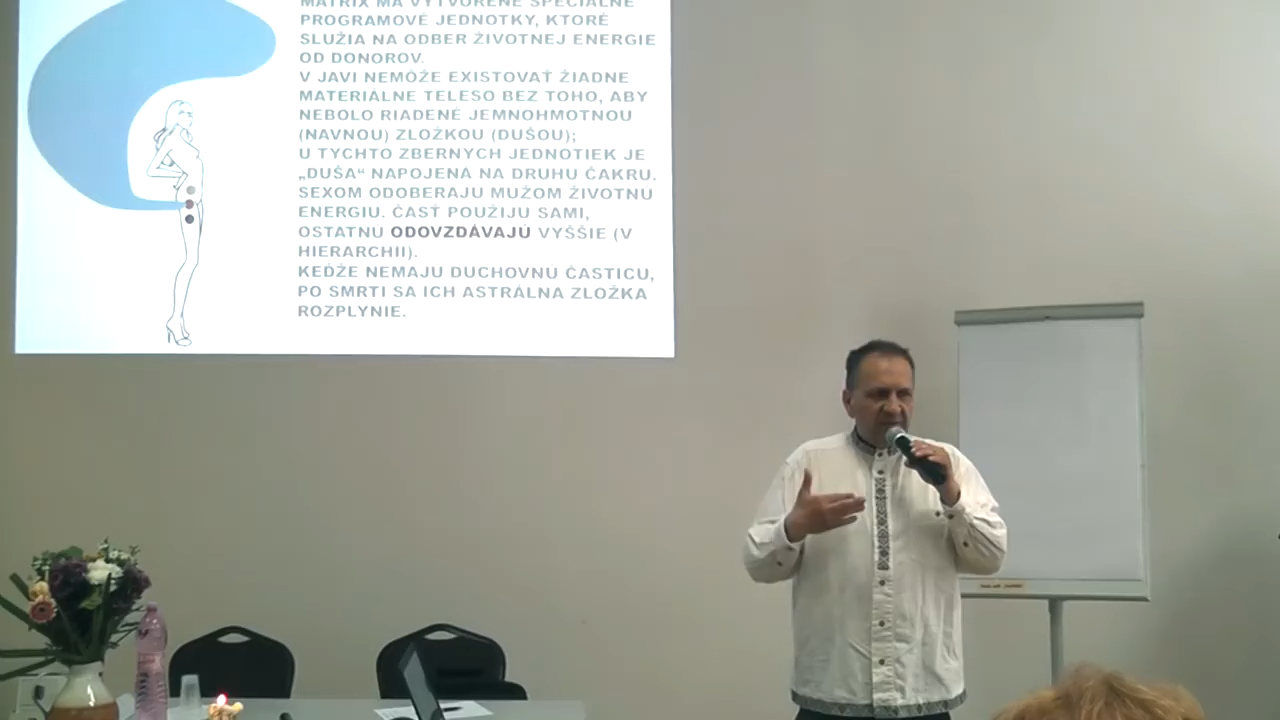 MATRIX MÁ VYTVORENÉ ŠPECIÁLNE
PROGRAMOVÉ JEDNOTKY, KTORÉ
SLÚŽIA NA ODBER ŽIVOTNEJ ENERGIE
OD DONOROV.
V JAVI NEMÔŽE EXISTOVAŤ ŽIADNE
MATERIÁLNE TELESO BEZ TOHO, ABY
NEBOLO RIADENÉ JEMNOHMOTNOU
(NAVNOU) ZLOŽKOU (DUŠOU);
U TÝCHTO ZBERNÝCH JEDNOTIEK JE
„DUŠA“ NAPOJENÁ NA DRUHÚ ČAKRU.
SEXOM ODOBERAJÚ MUŽOM ŽIVOTNÚ
ENERGIU. ČASŤ POUŽIJÚ SAMI,
OSTATNÚ ODOVZDÁVAJÚ VYŠŠIE (V
HIERARCHII).
KEĎŽE NEMAJÚ DUCHOVNÚ ČASTICU,
PO SMRTI SA ICH ASTRÁLNA ZLOŽKA
ROZPLYNIE.